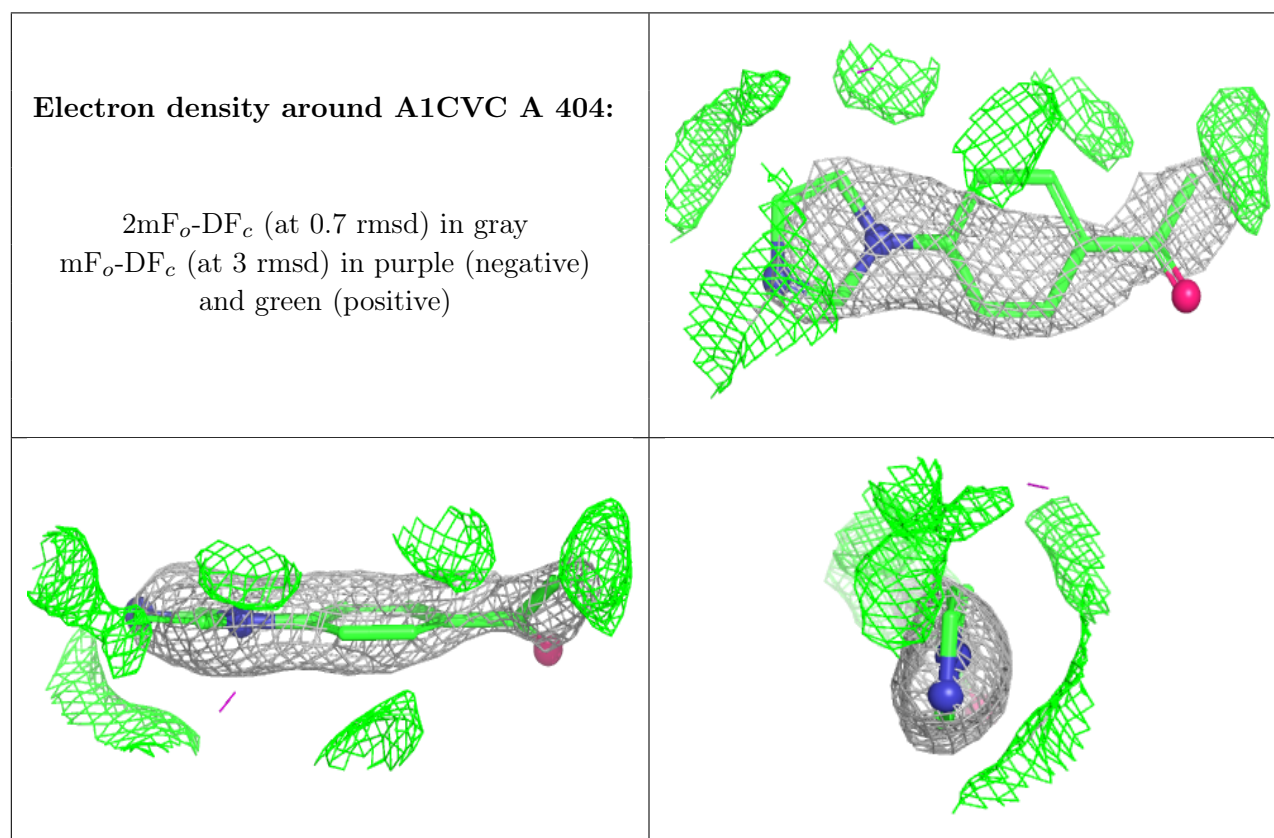 Electron density around A1CVC A 404:
2mFo-DFc (at 0.7 rmsd) in gray
mFo-DFc (at 3 rmsd) in purple (negative)
and green (positive)